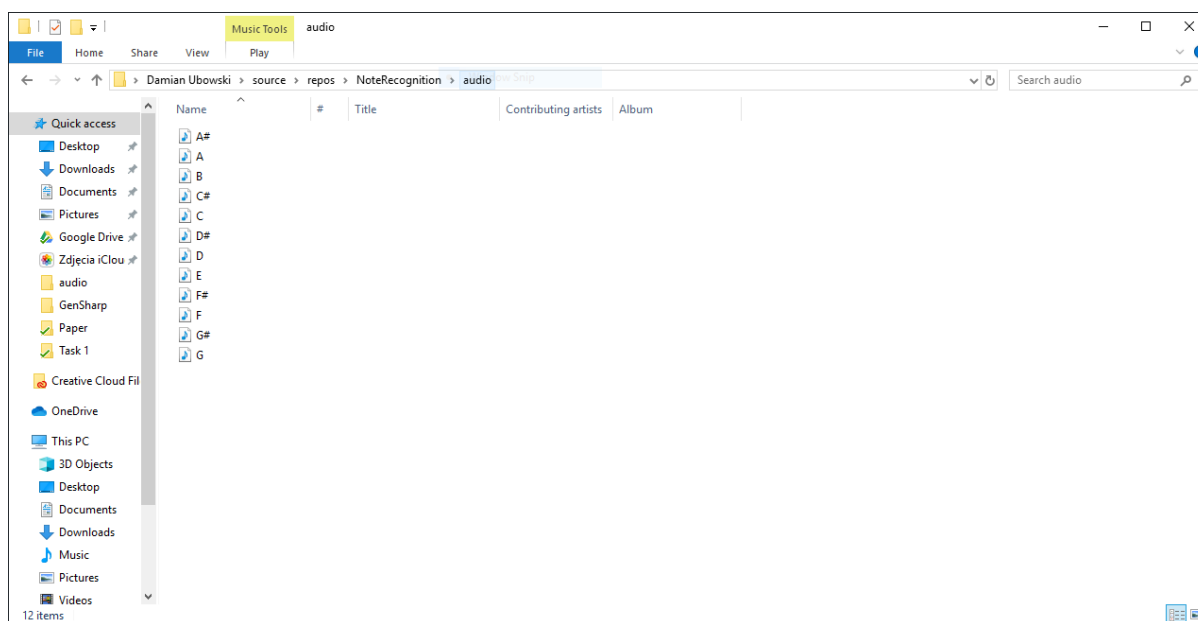 Music Tools audio
File Home Share View Play
Damian Ubowski > source > repos > NoteRecognition > audio Search audio
Name # Title Contributing artists Album
Quick access
Desktop
Downloads
Documents
Pictures
Google Drive
Zdjęcia iClou
audio
GenSharp
Paper
Task 1
Creative Cloud Fil
OneDrive
This PC
3D Objects
Desktop
Documents
Downloads
Music
Pictures
Videos
A#
A
B
C#
C
D#
D
E
F#
F
G#
G
12 items